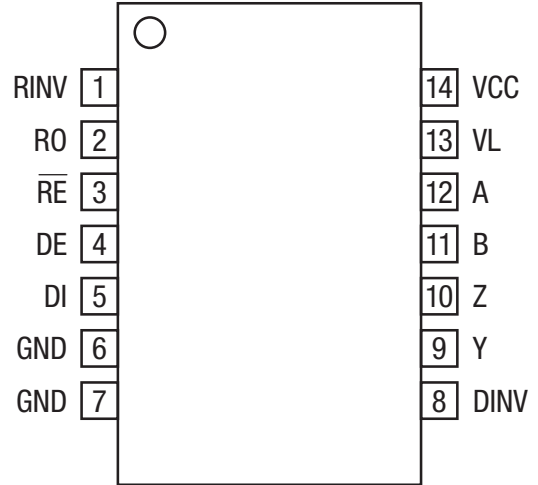 RINV 1 14 VCC
RO 2 13 VL
R̅E̅ 3 12 A
DE 4 11 B
DI 5 10 Z
GND 6 9 Y
GND 7 8 DINV